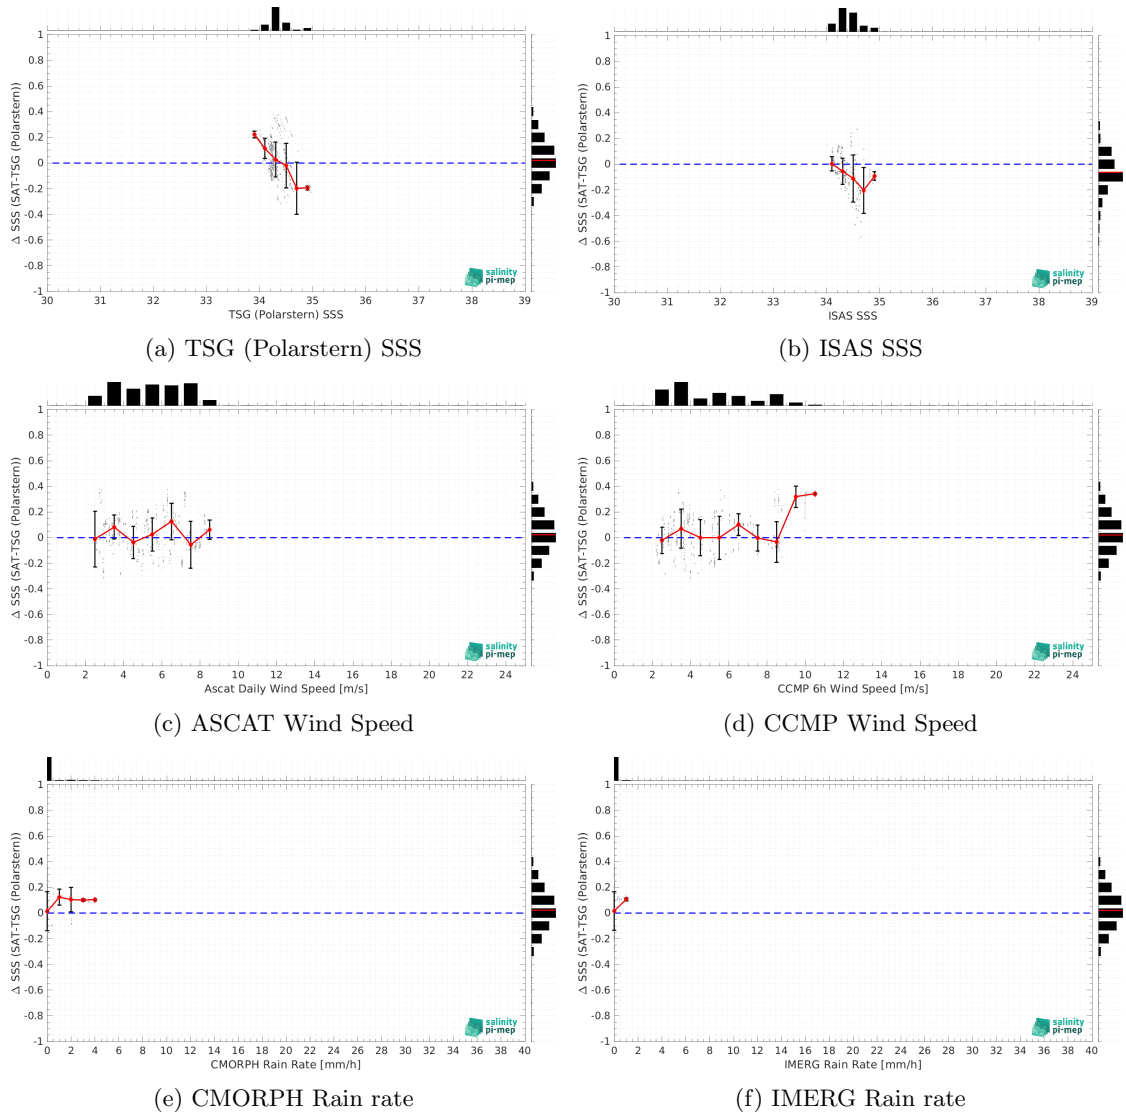 1
0.8
0.6
0.4
0.2
0
-0.2
-0.4
-0.6
-0.8
-1
Δ SSS (SAT-TSG (Polarstern))
30 31 32 33 34 35 36 37 38 39
TSG (Polarstern) SSS
salinity
pi-mep
(a) TSG (Polarstern) SSS
1
0.8
0.6
0.4
0.2
0
-0.2
-0.4
-0.6
-0.8
-1
Δ SSS (SAT-TSG (Polarstern))
30 31 32 33 34 35 36 37 38 39
ISAS SSS
salinity
pi-mep
(b) ISAS SSS
1
0.8
0.6
0.4
0.2
0
-0.2
-0.4
-0.6
-0.8
-1
Δ SSS (SAT-TSG (Polarstern))
0 2 4 6 8 10 12 14 16 18 20 22 24
Ascat Daily Wind Speed [m/s]
salinity
pi-mep
(c) ASCAT Wind Speed
1
0.8
0.6
0.4
0.2
0
-0.2
-0.4
-0.6
-0.8
-1
Δ SSS (SAT-TSG (Polarstern))
0 2 4 6 8 10 12 14 16 18 20 22 24
CCMP 6h Wind Speed [m/s]
salinity
pi-mep
(d) CCMP Wind Speed
1
0.8
0.6
0.4
0.2
0
-0.2
-0.4
-0.6
-0.8
-1
Δ SSS (SAT-TSG (Polarstern))
0 2 4 6 8 10 12 14 16 18 20 22 24 26 28 30 32 34 36 38 40
CMORPH Rain Rate [mm/h]
salinity
pi-mep
(e) CMORPH Rain rate
1
0.8
0.6
0.4
0.2
0
-0.2
-0.4
-0.6
-0.8
-1
Δ SSS (SAT-TSG (Polarstern))
0 2 4 6 8 10 12 14 16 18 20 22 24 26 28 30 32 34 36 38 40
IMERG Rain Rate [mm/h]
salinity
pi-mep
(f) IMERG Rain rate